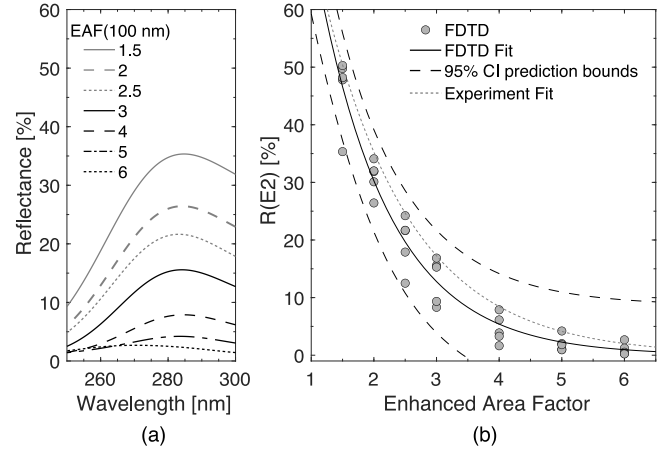 60
50
40
30
20
10
0
Reflectance [%]
EAF(100 nm)
1.5
2
2.5
3
4
5
6
260 280 300
Wavelength [nm]
(a)
60
50
40
30
20
10
0
R(E2) [%]
FDTD
FDTD Fit
95% CI prediction bounds
Experiment Fit
1 2 3 4 5 6
Enhanced Area Factor
(b)